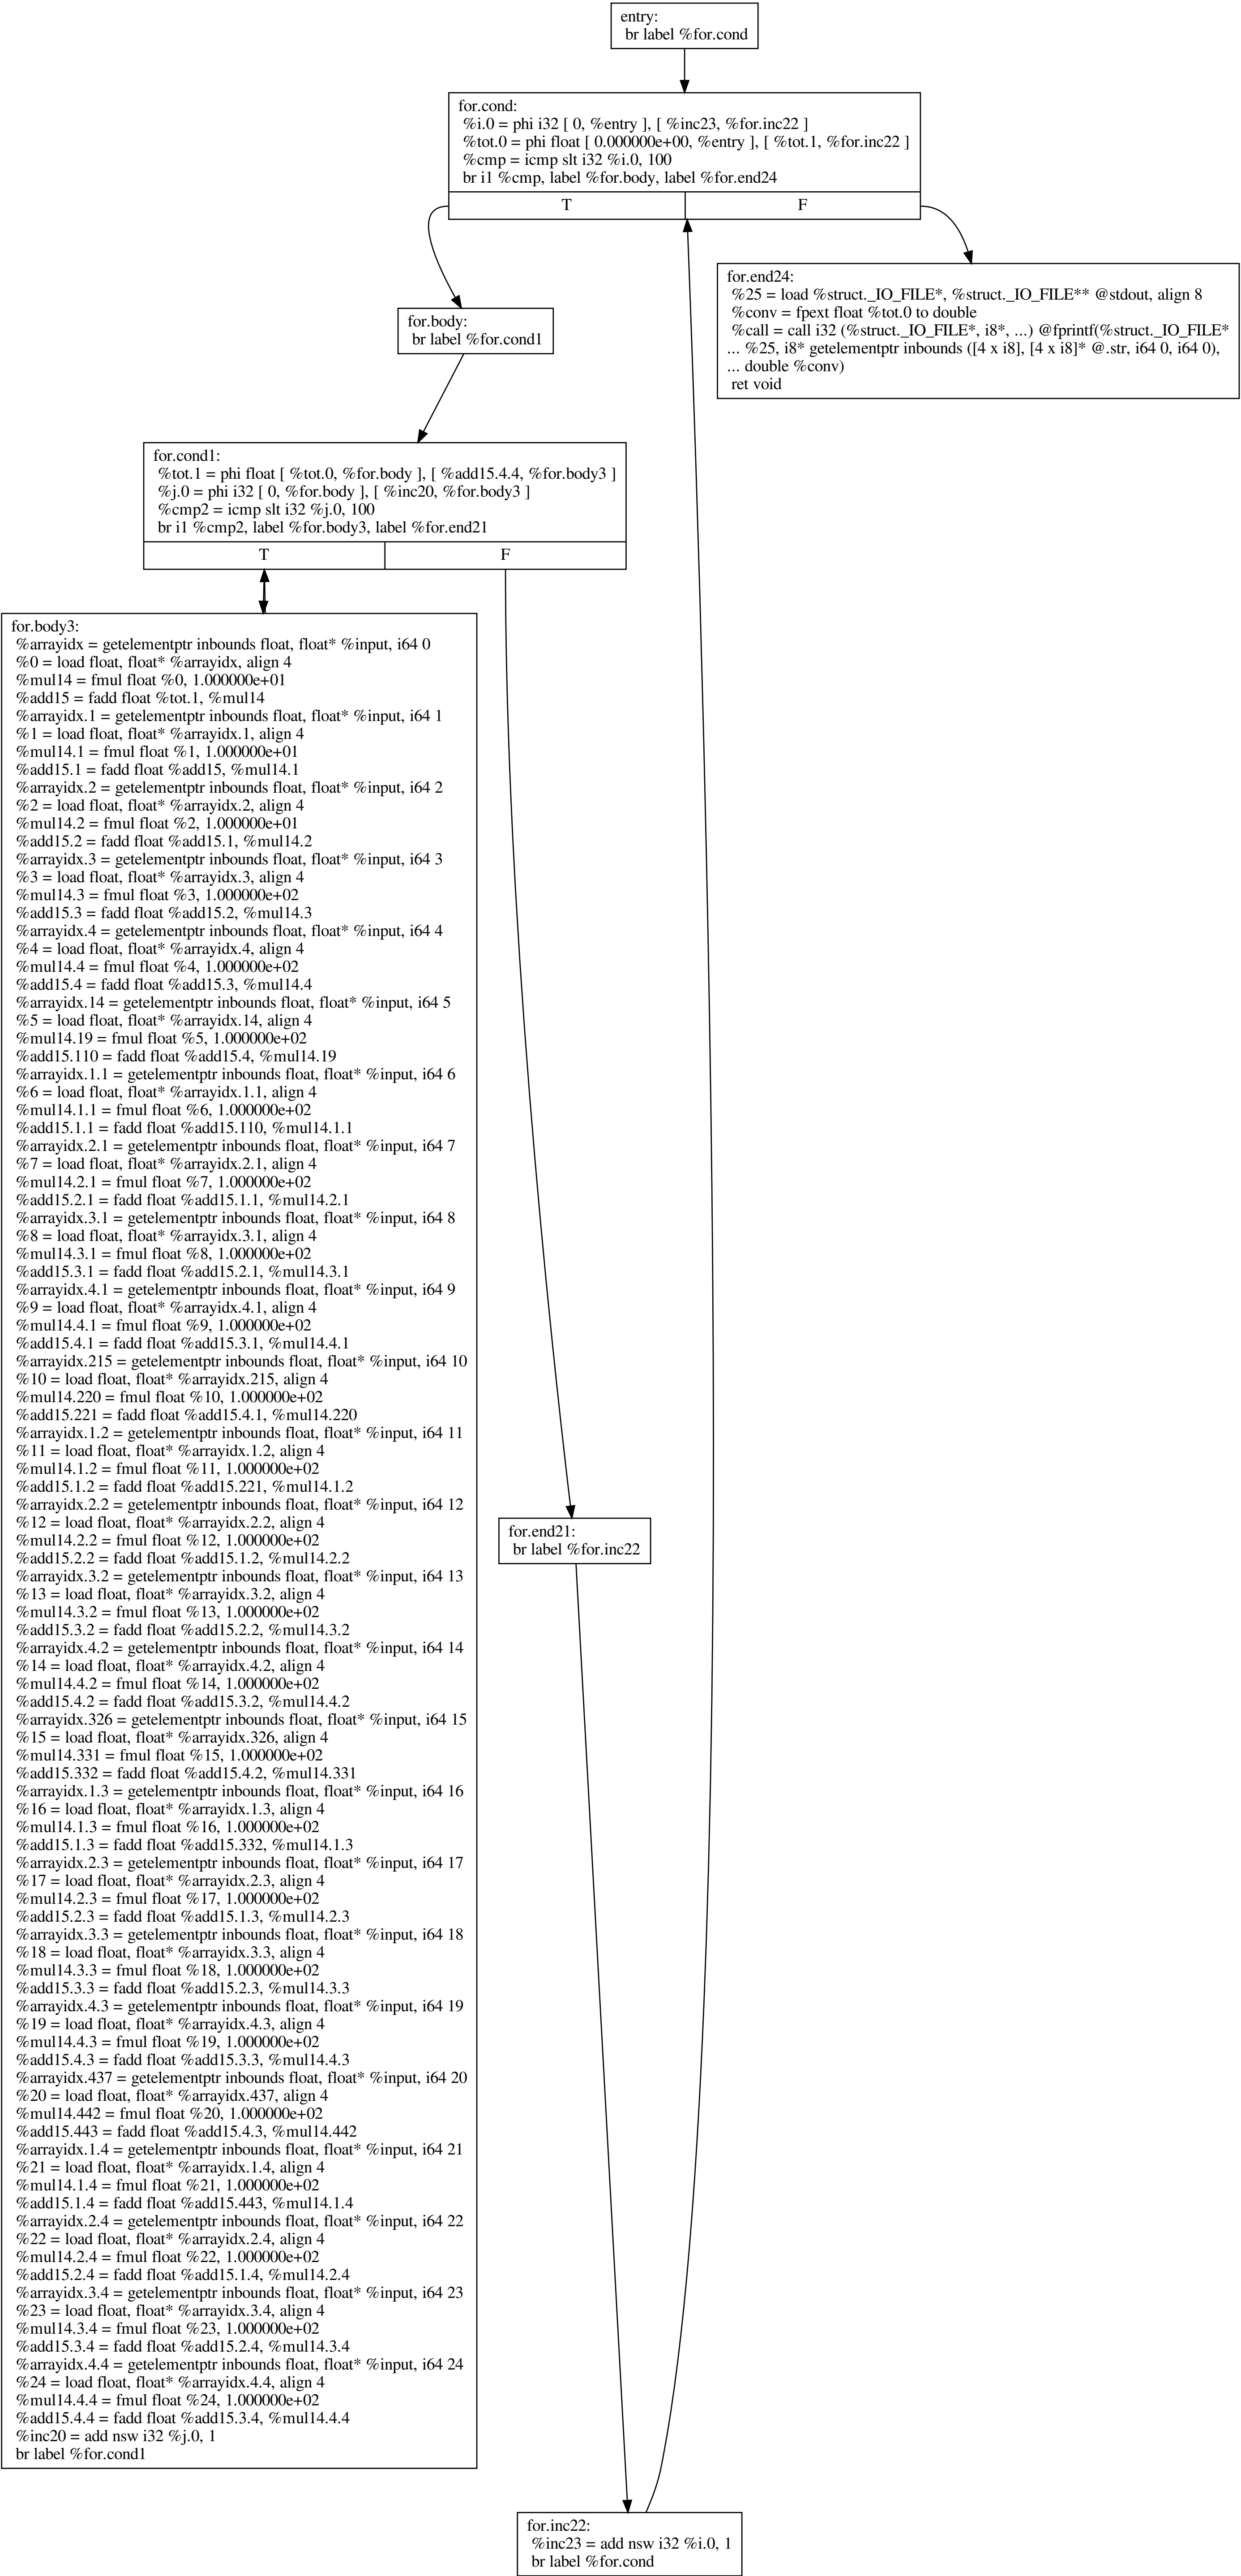 entry:
br label %for.cond
for.cond:
%i.0 = phi i32 [ 0, %entry ], [ %inc23, %for.inc22 ]
%tot.0 = phi float [ 0.000000e+00, %entry ], [ %tot.1, %for.inc22 ]
%cmp = icmp slt i32 %i.0, 100
br i1 %cmp, label %for.body, label %for.end24
T
F
for.end24:
%25 = load %struct._IO_FILE*, %struct._IO_FILE** @stdout, align 8
%conv = fpext float %tot.0 to double
%call = call i32 (%struct._IO_FILE*, i8*, ...) @fprintf(%struct._IO_FILE*
... %25, i8* getelementptr inbounds ([4 x i8], [4 x i8]* @.str, i64 0, i64 0),
... double %conv)
ret void
for.body:
br label %for.cond1
for.cond1:
%tot.1 = phi float [ %tot.0, %for.body ], [ %add15.4.4, %for.body3 ]
%j.0 = phi i32 [ 0, %for.body ], [ %inc20, %for.body3 ]
%cmp2 = icmp slt i32 %j.0, 100
br i1 %cmp2, label %for.body3, label %for.end21
T
F
for.body3:
%arrayidx = getelementptr inbounds float, float* %input, i64 0
%0 = load float, float* %arrayidx, align 4
%mul14 = fmul float %0, 1.000000e+01
%add15 = fadd float %tot.1, %mul14
%arrayidx.1 = getelementptr inbounds float, float* %input, i64 1
%1 = load float, float* %arrayidx.1, align 4
%mul14.1 = fmul float %1, 1.000000e+01
%add15.1 = fadd float %add15, %mul14.1
%arrayidx.2 = getelementptr inbounds float, float* %input, i64 2
%2 = load float, float* %arrayidx.2, align 4
%mul14.2 = fmul float %2, 1.000000e+01
%add15.2 = fadd float %add15.1, %mul14.2
%arrayidx.3 = getelementptr inbounds float, float* %input, i64 3
%3 = load float, float* %arrayidx.3, align 4
%mul14.3 = fmul float %3, 1.000000e+02
%add15.3 = fadd float %add15.2, %mul14.3
%arrayidx.4 = getelementptr inbounds float, float* %input, i64 4
%4 = load float, float* %arrayidx.4, align 4
%mul14.4 = fmul float %4, 1.000000e+02
%add15.4 = fadd float %add15.3, %mul14.4
%arrayidx.14 = getelementptr inbounds float, float* %input, i64 5
%5 = load float, float* %arrayidx.14, align 4
%mul14.19 = fmul float %5, 1.000000e+02
%add15.110 = fadd float %add15.4, %mul14.19
%arrayidx.1.1 = getelementptr inbounds float, float* %input, i64 6
%6 = load float, float* %arrayidx.1.1, align 4
%mul14.1.1 = fmul float %6, 1.000000e+02
%add15.1.1 = fadd float %add15.110, %mul14.1.1
%arrayidx.2.1 = getelementptr inbounds float, float* %input, i64 7
%7 = load float, float* %arrayidx.2.1, align 4
%mul14.2.1 = fmul float %7, 1.000000e+02
%add15.2.1 = fadd float %add15.1.1, %mul14.2.1
%arrayidx.3.1 = getelementptr inbounds float, float* %input, i64 8
%8 = load float, float* %arrayidx.3.1, align 4
%mul14.3.1 = fmul float %8, 1.000000e+02
%add15.3.1 = fadd float %add15.2.1, %mul14.3.1
%arrayidx.4.1 = getelementptr inbounds float, float* %input, i64 9
%9 = load float, float* %arrayidx.4.1, align 4
%mul14.4.1 = fmul float %9, 1.000000e+02
%add15.4.1 = fadd float %add15.3.1, %mul14.4.1
%arrayidx.215 = getelementptr inbounds float, float* %input, i64 10
%10 = load float, float* %arrayidx.215, align 4
%mul14.220 = fmul float %10, 1.000000e+02
%add15.221 = fadd float %add15.4.1, %mul14.220
%arrayidx.1.2 = getelementptr inbounds float, float* %input, i64 11
%11 = load float, float* %arrayidx.1.2, align 4
%mul14.1.2 = fmul float %11, 1.000000e+02
%add15.1.2 = fadd float %add15.221, %mul14.1.2
%arrayidx.2.2 = getelementptr inbounds float, float* %input, i64 12
%12 = load float, float* %arrayidx.2.2, align 4
%mul14.2.2 = fmul float %12, 1.000000e+02
%add15.2.2 = fadd float %add15.1.2, %mul14.2.2
%arrayidx.3.2 = getelementptr inbounds float, float* %input, i64 13
%13 = load float, float* %arrayidx.3.2, align 4
%mul14.3.2 = fmul float %13, 1.000000e+02
%add15.3.2 = fadd float %add15.2.2, %mul14.3.2
%arrayidx.4.2 = getelementptr inbounds float, float* %input, i64 14
%14 = load float, float* %arrayidx.4.2, align 4
%mul14.4.2 = fmul float %14, 1.000000e+02
%add15.4.2 = fadd float %add15.3.2, %mul14.4.2
%arrayidx.326 = getelementptr inbounds float, float* %input, i64 15
%15 = load float, float* %arrayidx.326, align 4
%mul14.331 = fmul float %15, 1.000000e+02
%add15.332 = fadd float %add15.4.2, %mul14.331
%arrayidx.1.3 = getelementptr inbounds float, float* %input, i64 16
%16 = load float, float* %arrayidx.1.3, align 4
%mul14.1.3 = fmul float %16, 1.000000e+02
%add15.1.3 = fadd float %add15.332, %mul14.1.3
%arrayidx.2.3 = getelementptr inbounds float, float* %input, i64 17
%17 = load float, float* %arrayidx.2.3, align 4
%mul14.2.3 = fmul float %17, 1.000000e+02
%add15.2.3 = fadd float %add15.1.3, %mul14.2.3
%arrayidx.3.3 = getelementptr inbounds float, float* %input, i64 18
%18 = load float, float* %arrayidx.3.3, align 4
%mul14.3.3 = fmul float %18, 1.000000e+02
%add15.3.3 = fadd float %add15.2.3, %mul14.3.3
%arrayidx.4.3 = getelementptr inbounds float, float* %input, i64 19
%19 = load float, float* %arrayidx.4.3, align 4
%mul14.4.3 = fmul float %19, 1.000000e+02
%add15.4.3 = fadd float %add15.3.3, %mul14.4.3
%arrayidx.437 = getelementptr inbounds float, float* %input, i64 20
%20 = load float, float* %arrayidx.437, align 4
%mul14.442 = fmul float %20, 1.000000e+02
%add15.443 = fadd float %add15.4.3, %mul14.442
%arrayidx.1.4 = getelementptr inbounds float, float* %input, i64 21
%21 = load float, float* %arrayidx.1.4, align 4
%mul14.1.4 = fmul float %21, 1.000000e+02
%add15.1.4 = fadd float %add15.443, %mul14.1.4
%arrayidx.2.4 = getelementptr inbounds float, float* %input, i64 22
%22 = load float, float* %arrayidx.2.4, align 4
%mul14.2.4 = fmul float %22, 1.000000e+02
%add15.2.4 = fadd float %add15.1.4, %mul14.2.4
%arrayidx.3.4 = getelementptr inbounds float, float* %input, i64 23
%23 = load float, float* %arrayidx.3.4, align 4
%mul14.3.4 = fmul float %23, 1.000000e+02
%add15.3.4 = fadd float %add15.2.4, %mul14.3.4
%arrayidx.4.4 = getelementptr inbounds float, float* %input, i64 24
%24 = load float, float* %arrayidx.4.4, align 4
%mul14.4.4 = fmul float %24, 1.000000e+02
%add15.4.4 = fadd float %add15.3.4, %mul14.4.4
%inc20 = add nsw i32 %j.0, 1
br label %for.cond1
for.end21:
br label %for.inc22
for.inc22:
%inc23 = add nsw i32 %i.0, 1
br label %for.cond